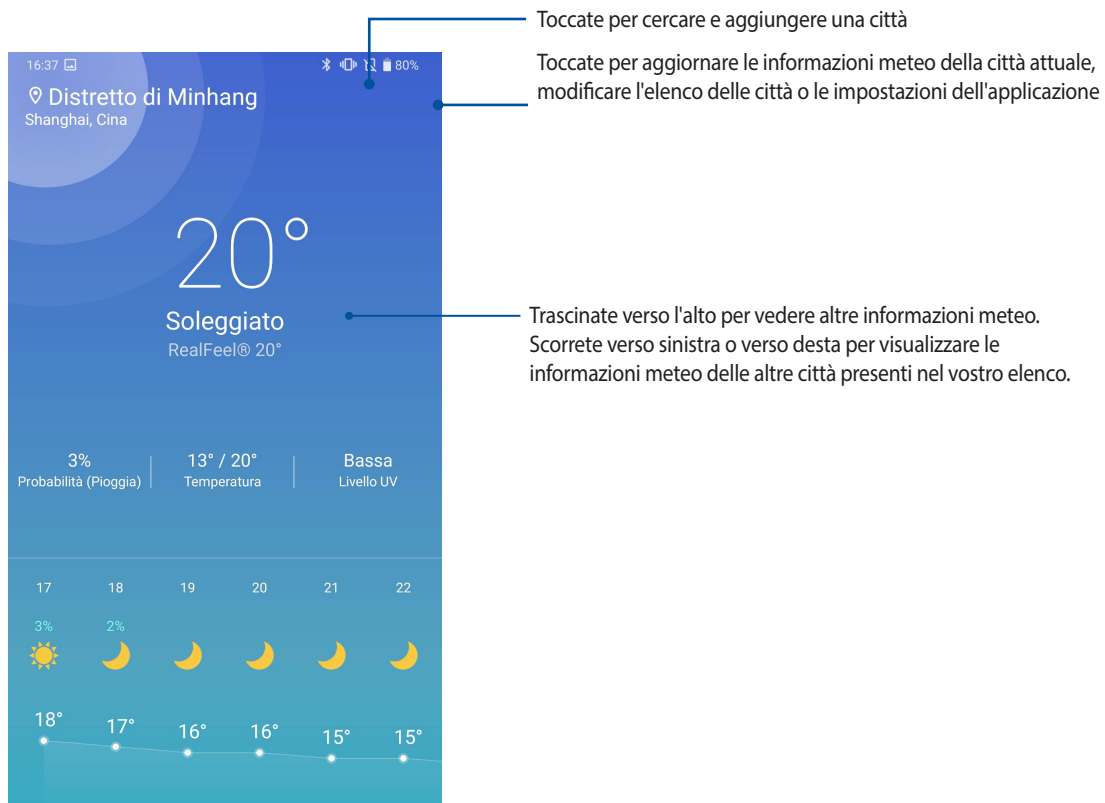 Toccate per cercare e aggiungere una città
Toccate per aggiornare le informazioni meteo della città attuale,
modificare l'elenco delle città o le impostazioni dell'applicazione
16:37 80%
Distretto di Minhang
Shanghai, Cina
20°
Soleggiato
RealFeel® 20°
Trascinate verso l'alto per vedere altre informazioni meteo.
Scorrete verso sinistra o verso desta per visualizzare le
informazioni meteo delle altre città presenti nel vostro elenco.
3% 13° / 20° Bassa
Probabilità (Pioggia) Temperatura Livello UV
17 18 19 20 21 22
3% 2%
18° 17° 16° 16° 15° 15°